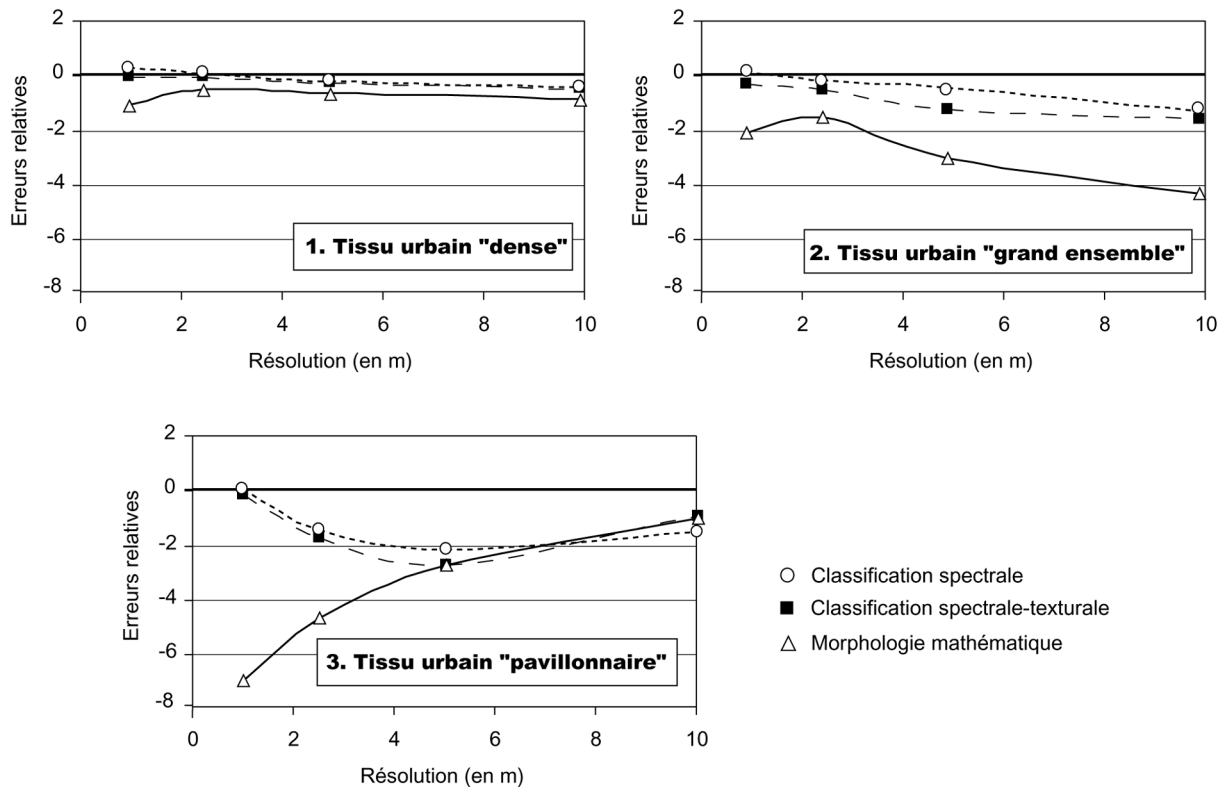 2
0
-2
-4
-6
-8
Erreurs relatives
1. Tissu urbain "dense"
0 2 4 6 8 10
Résolution (en m)
2
0
-2
-4
-6
-8
Erreurs relatives
2. Tissu urbain "grand ensemble"
0 2 4 6 8 10
Résolution (en m)
2
0
-2
-4
-6
-8
Erreurs relatives
3. Tissu urbain "pavillonnaire"
0 2 4 6 8 10
Résolution (en m)
Classification spectrale
Classification spectrale-texturale
Morphologie mathématique